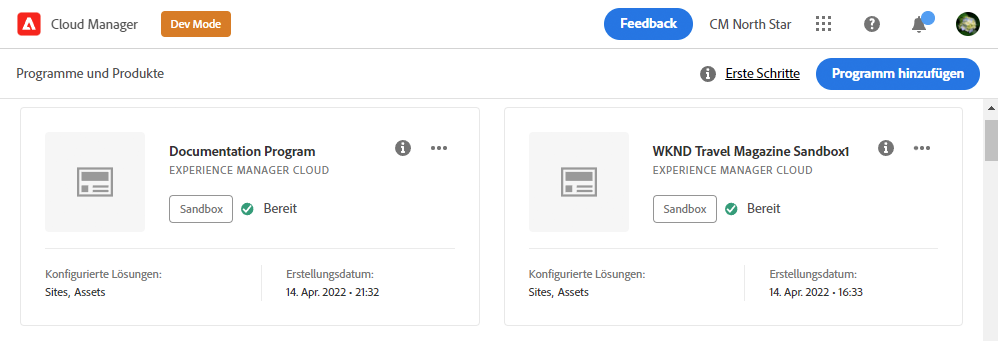 Cloud Manager Dev Mode Feedback CM North Star
Programme und Produkte Erste Schritte Programm hinzufügen
Documentation Program
EXPERIENCE MANAGER CLOUD
Sandbox Bereit
Konfigurierte Lösungen: Erstellungsdatum:
Sites, Assets 14. Apr. 2022 • 21:32
WKND Travel Magazine Sandbox1
EXPERIENCE MANAGER CLOUD
Sandbox Bereit
Konfigurierte Lösungen: Erstellungsdatum:
Sites, Assets 14. Apr. 2022 • 16:33